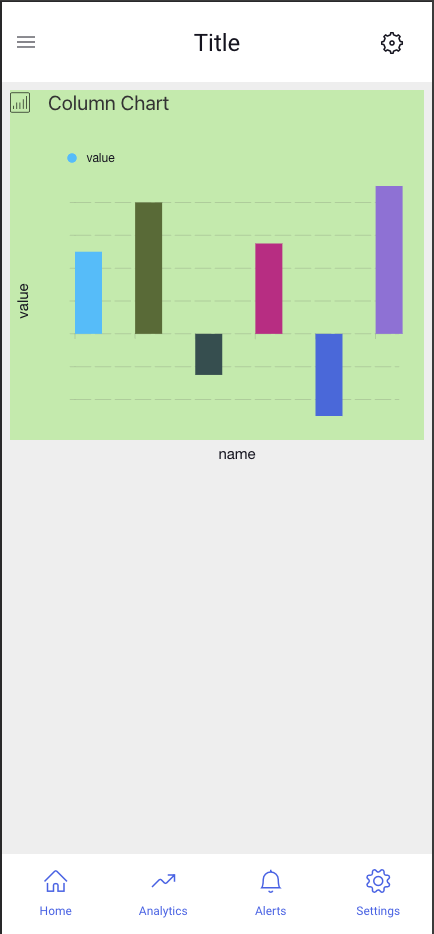 Title
Column Chart
value
value
name
Home
Analytics
Alerts
Settings